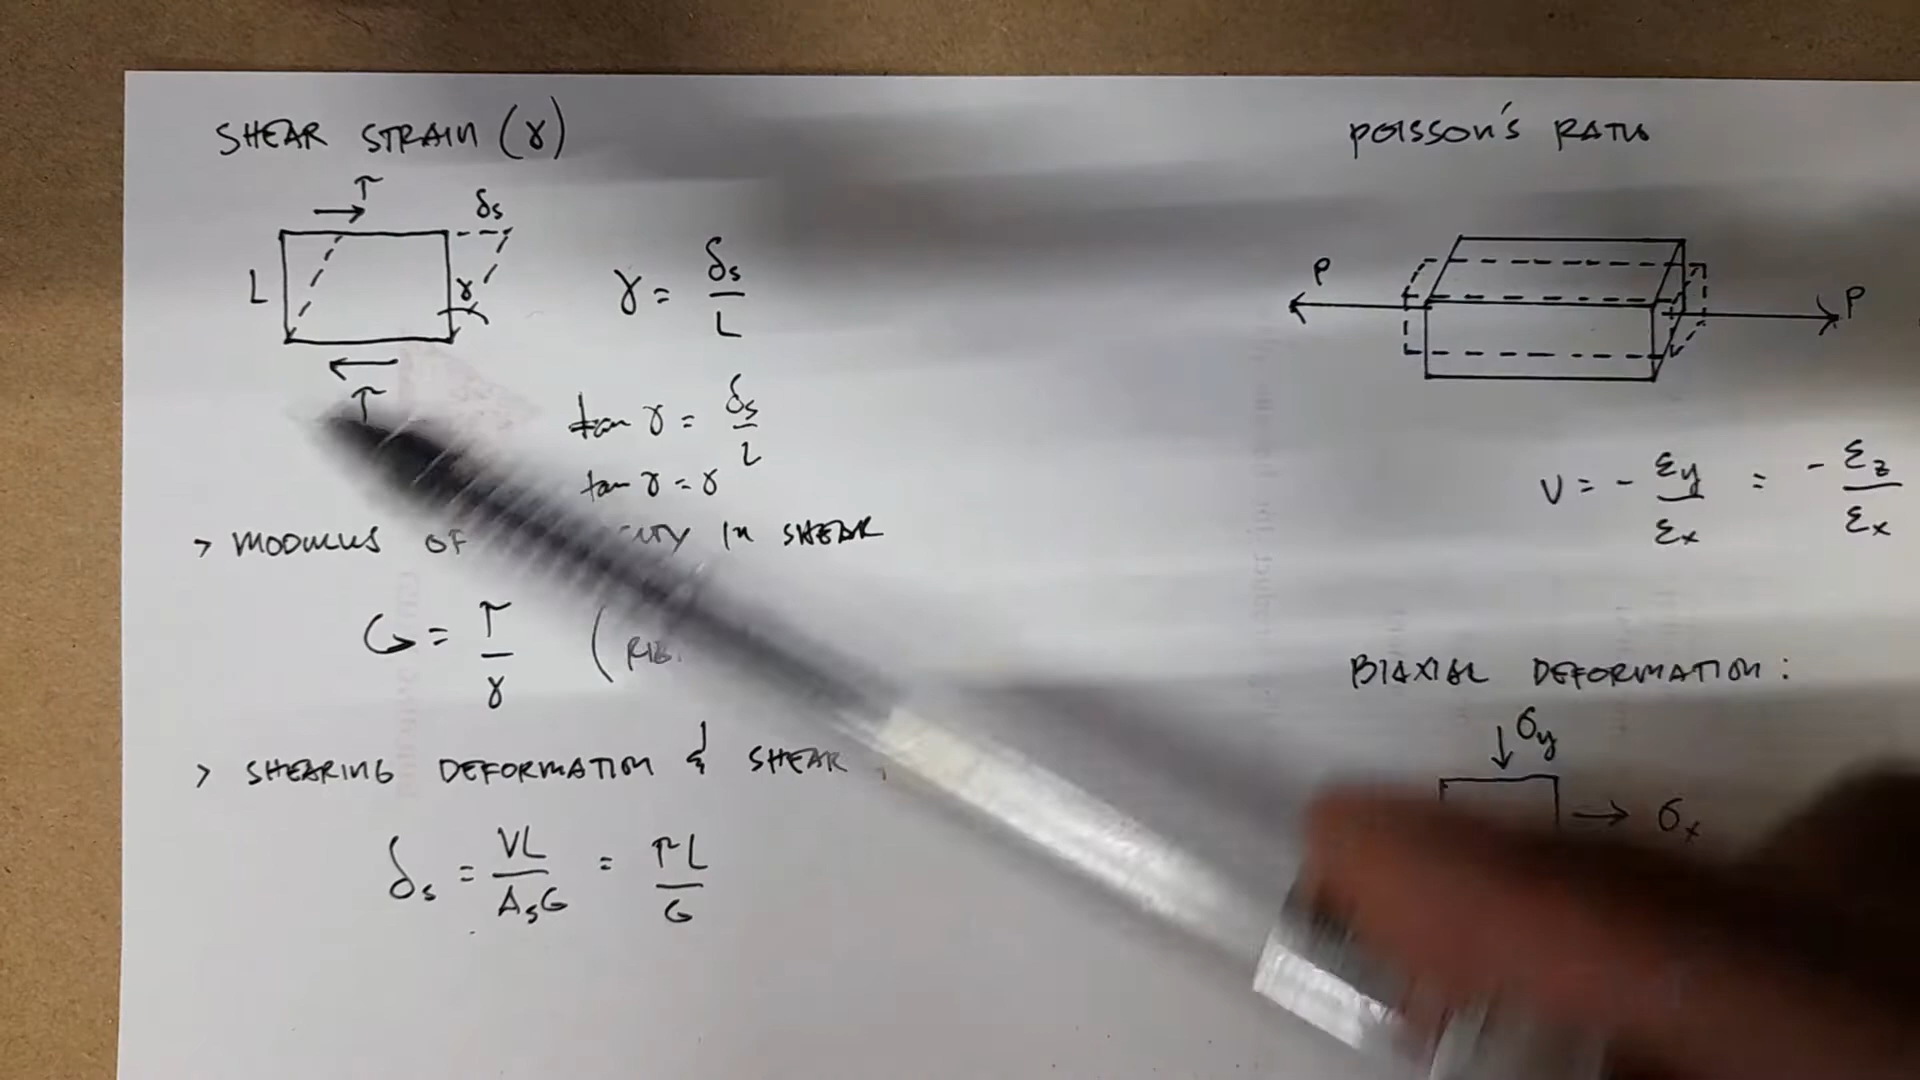 SHEAR STRAIN (γ)
τ
δs
L
γ
τ
γ = δs / L
tan γ = δs / L
tan γ = γ
> MODULUS OF IN SHEAR
G = τ / γ (
> SHEARING DEFORMATION & SHEAR
δs = VL / AsG = τL / G
POISSON'S RATIO
P
P
ν = - εy / εx = - εz / εx
BIAXIAL DEFORMATION :
σy
σx